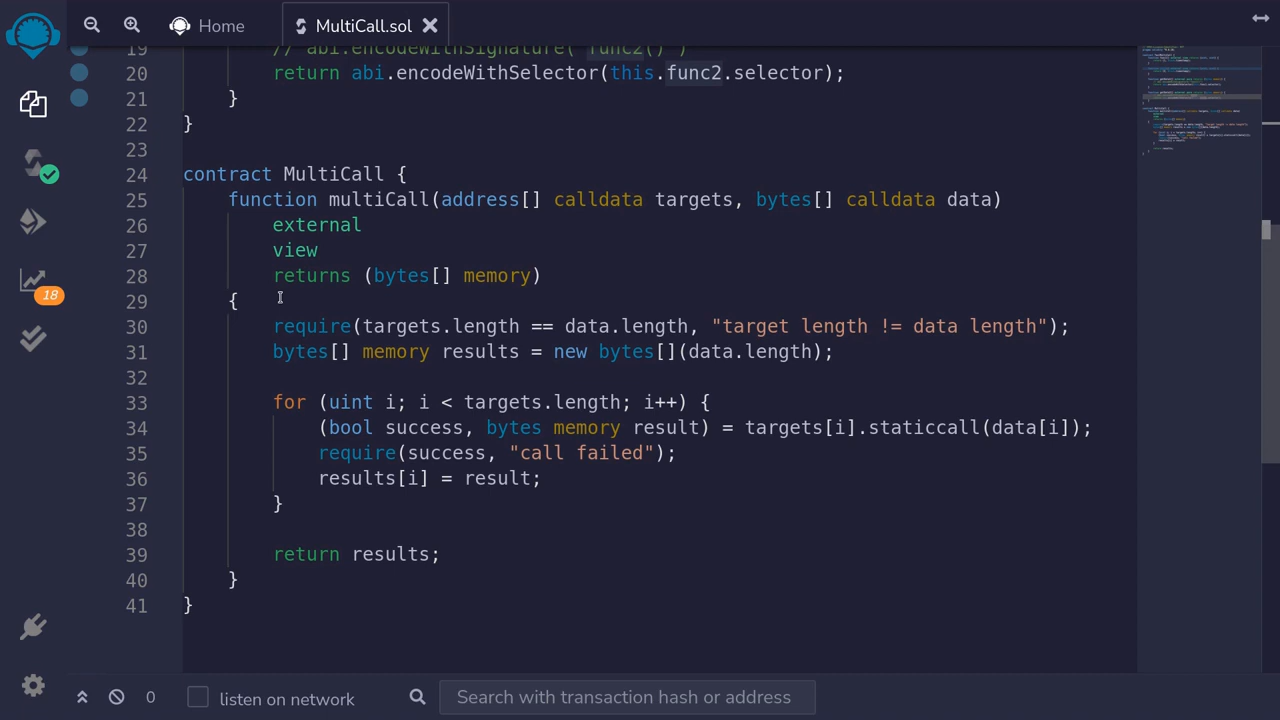 Home
MultiCall.sol
19 // abi.encodeWithSignature("func2()")
20 return abi.encodeWithSelector(this.func2.selector);
21 }
22 }
23
24 contract MultiCall {
25 function multiCall(address[] calldata targets, bytes[] calldata data)
26 external
27 view
28 returns (bytes[] memory)
29 {
30 require(targets.length == data.length, "target length != data length");
31 bytes[] memory results = new bytes[](data.length);
32
33 for (uint i; i < targets.length; i++) {
34 (bool success, bytes memory result) = targets[i].staticcall(data[i]);
35 require(success, "call failed");
36 results[i] = result;
37 }
38
39 return results;
40 }
41 }
18
0
listen on network
Search with transaction hash or address